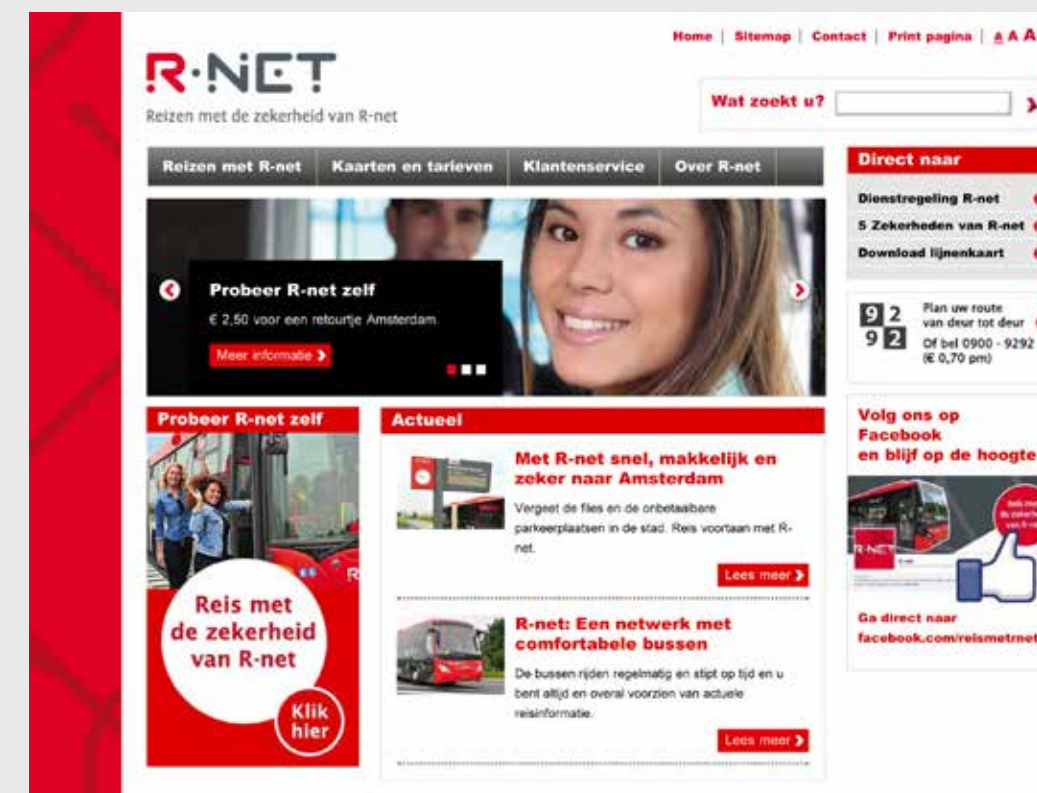 Home | Sitemap | Contact | Print pagina | A A A
R·NET
Reizen met de zekerheid van R-net
Wat zoekt u?
Reizen met R-net
Kaarten en tarieven
Klantenservice
Over R-net
Probeer R-net zelf
€ 2,50 voor een retourtje Amsterdam.
Meer informatie
Direct naar
Dienstregeling R-net
5 Zekerheden van R-net
Download lijnenkaart
9 2
9 2
Plan uw route
van deur tot deur
Of bel 0900 - 9292
(€ 0,70 pm)
Probeer R-net zelf
Reis met
de zekerheid
van R-net
Klik
hier
Actueel
Met R-net snel, makkelijk en
zeker naar Amsterdam
Vergeet de files en de onbetaalbare
parkeerplaatsen in de stad. Reis voortaan met R-
net.
Lees meer
R-net: Een netwerk met
comfortabele bussen
De bussen rijden regelmatig en stipt op tijd en u
bent altijd en overal voorzien van actuele
reisinformatie.
Lees meer
Volg ons op
Facebook
en blijf op de hoogte
R·NET
Ga direct naar
facebook.com/reismetrnet